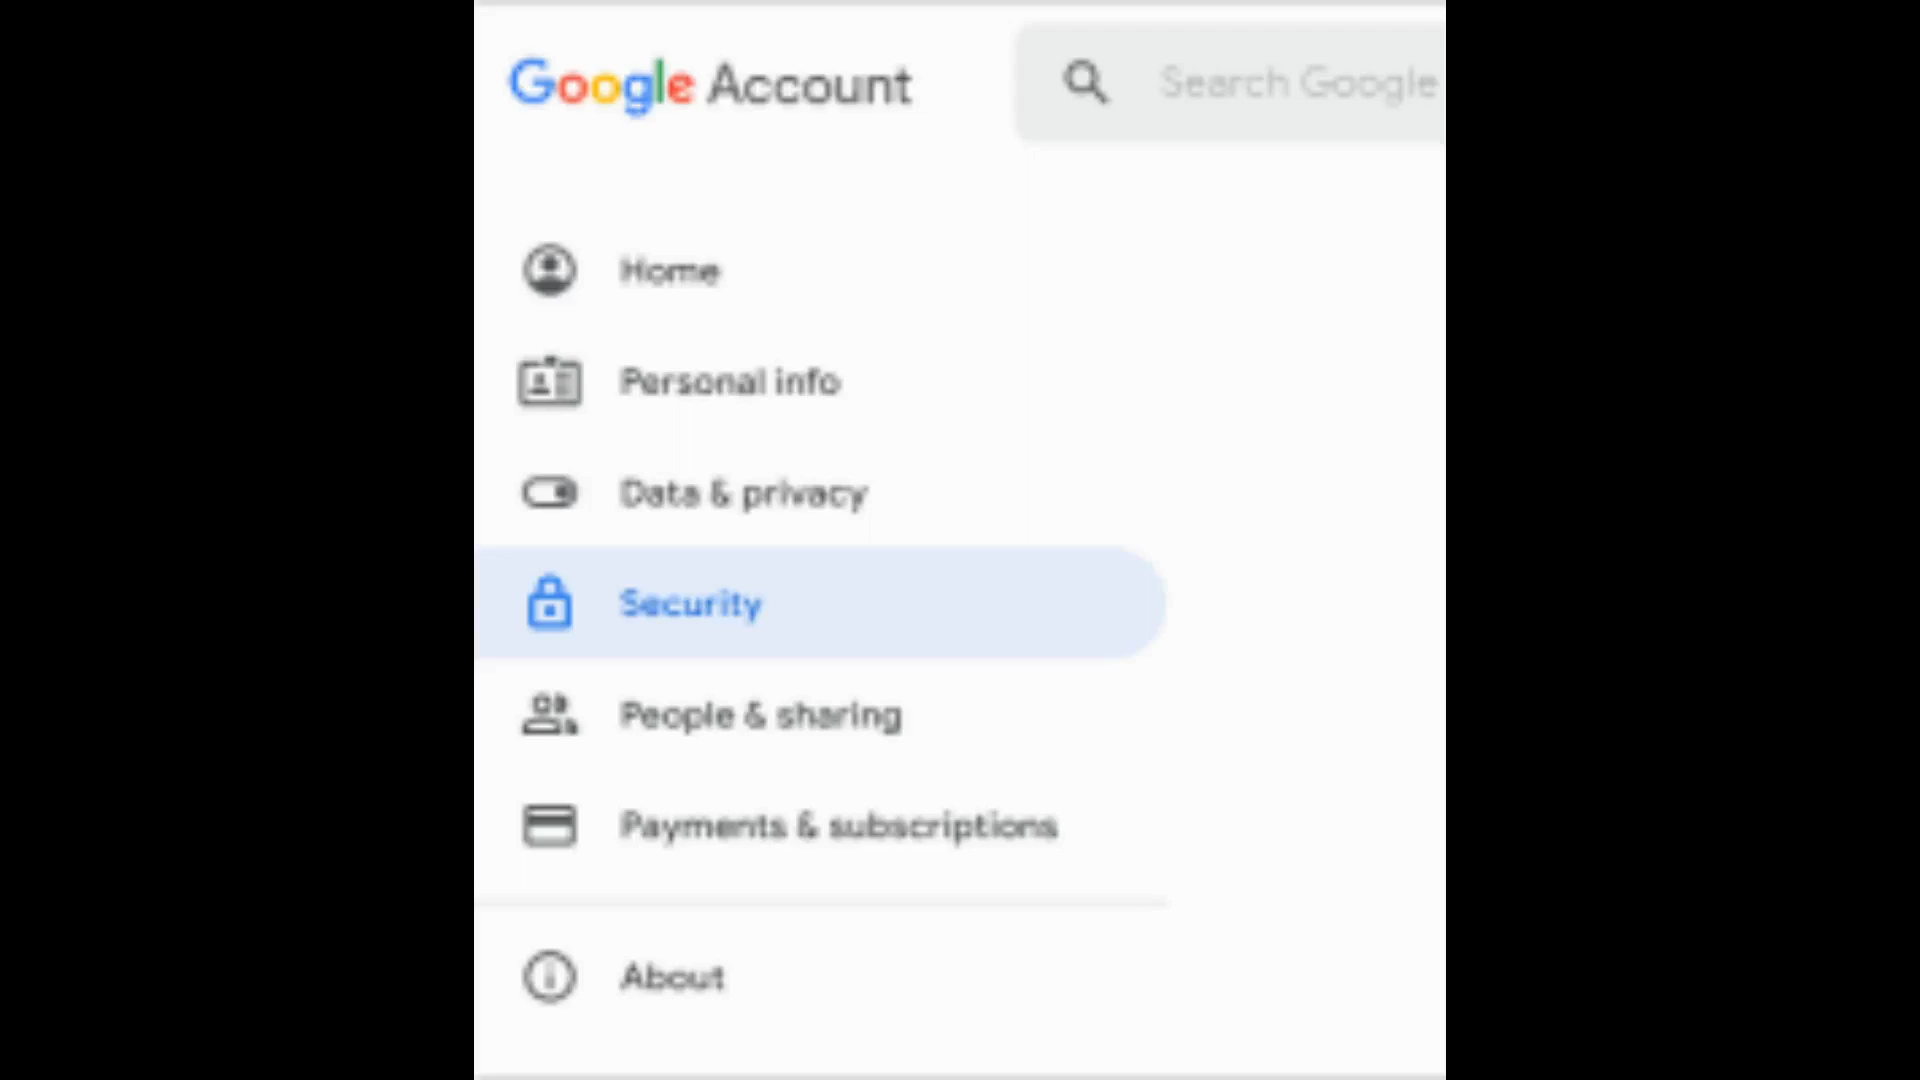 Google Account
Search Google
Home
Personal info
Data & privacy
Security
People & sharing
Payments & subscriptions
About